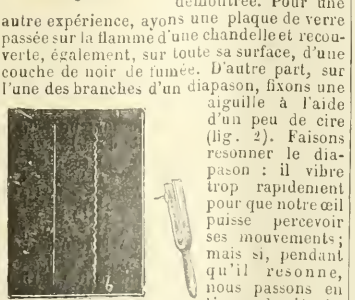 démontrée. Pour une
autre expérience, ayons une plaque de verre
passée sur la flamme d'une chandelle et recou-
verte, également, sur toute sa surface, d'une
couche de noir de fumée. D'autre part, sur
l'une des branches d'un diapason, fixons une
aiguille à l'aide
d'un peu de cire
(fig. 2). Faisons
resonner le dia-
pason : il vibre
trop rapidement
pour que notre œil
puisse percevoir
ses mouvements ;
mais si, pendant
qu'il resonne,
nous passons en
b